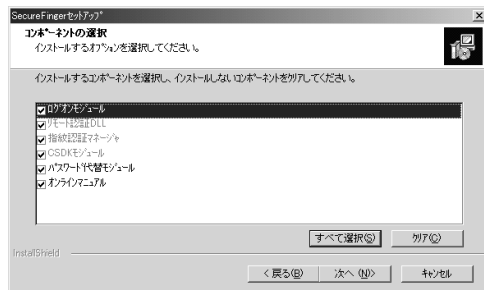 SecureFingerセットアップ
コンポーネントの選択
インストールするオプションを選択してください。
インストールするコンポーネントを選択し、インストールしないコンポーネントをクリアしてください。
ログオンモジュール
リモート認証DLL
指紋認証マネージャ
CSDKモジュール
パスワード代替モジュール
オンラインマニュアル
すべて選択(S)
クリア(C)
InstallShield
< 戻る(B)
次へ (N)>
キャンセル